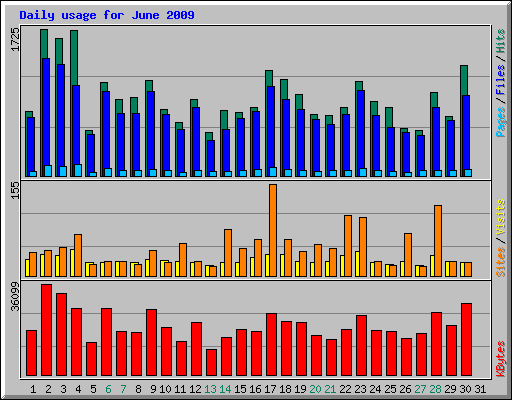 Daily usage for June 2009
1725
Pages / Files / Hits
155
Sites / Visits
36099
KBytes
1 2 3 4 5 6 7 8 9 10 11 12 13 14 15 16 17 18 19 20 21 22 23 24 25 26 27 28 29 30 31